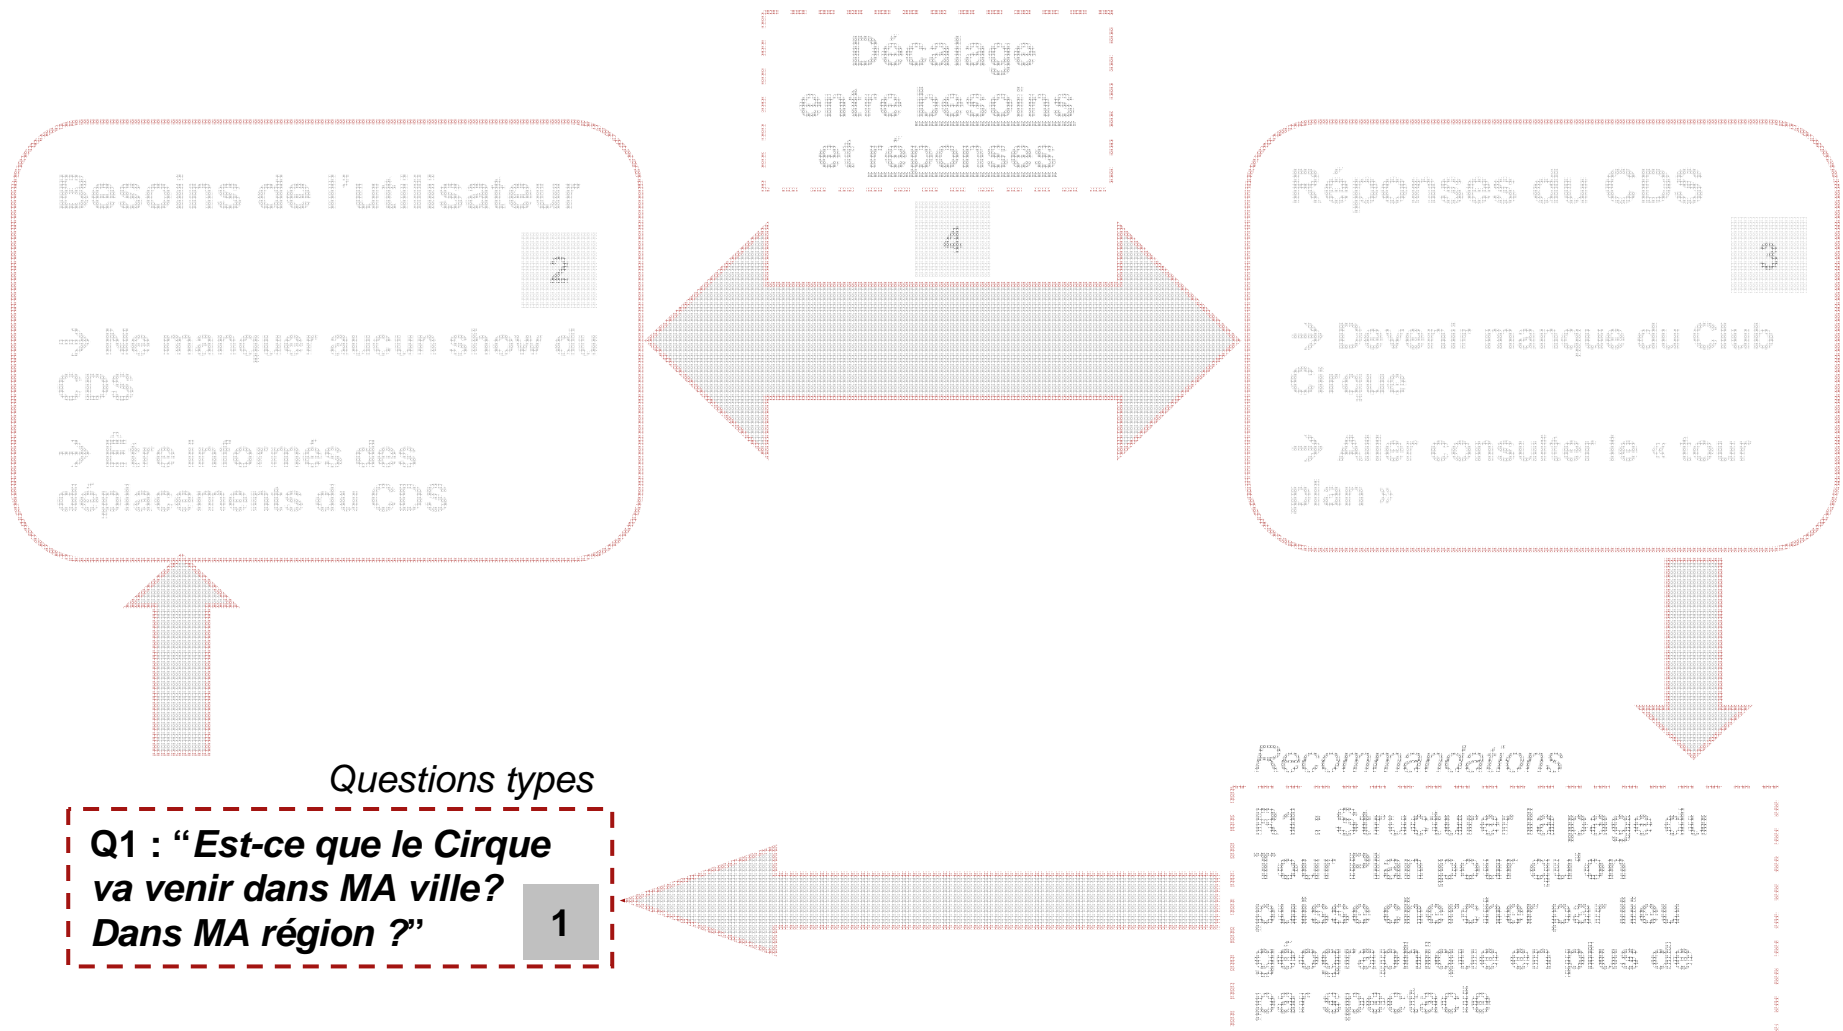 Décalage
entre besoins
et réponses
4
Besoins de l'utilisateur
2
→ Ne manquer aucun show du
CDS
→ Être informés des
déplacements du CDS
Réponses du CDS
3
→ Devenir manque du Club
Cirque
→ Aller consulter le « tour
plan »
Questions types
Q1 : “Est-ce que le Cirque
va venir dans MA ville?
Dans MA région ?”
1
Recommandations
R1 : Structurer la page du
Tour Plan pour qu'on
puisse chercher par lieu
géographique en plus de
par spectacle